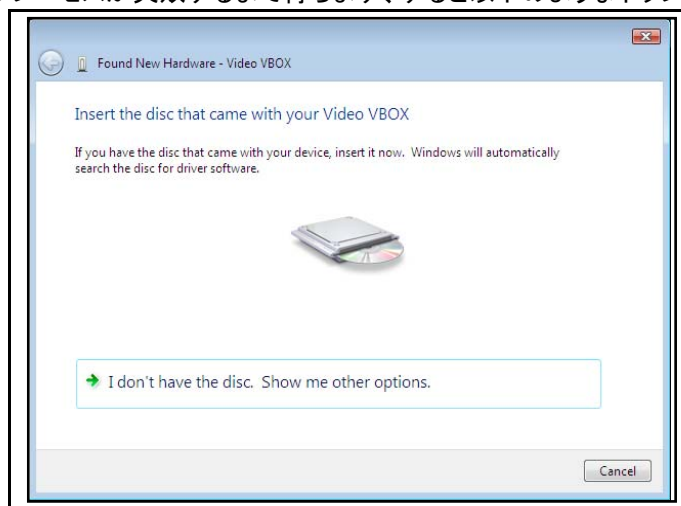 Found New Hardware - Video VBOX
Insert the disc that came with your Video VBOX
If you have the disc that came with your device, insert it now.  Windows will automatically
search the disc for driver software.
I don't have the disc.  Show me other options.
Cancel